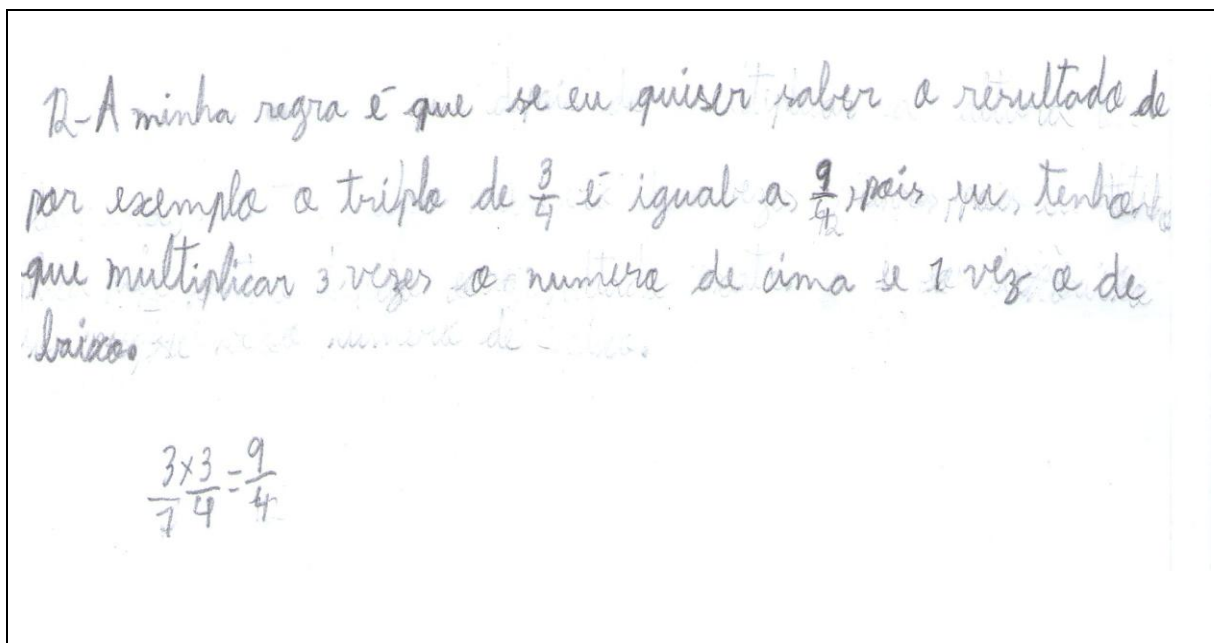 R-A minha regra é que se eu quiser saber o resultado de
por exemplo o triplo de 3/4 é igual a 9/4, pois eu tenho
que multiplicar 3 vezes o numero de cima e 1 vez o de
baixo.
3/1 x 3/4 = 9/4